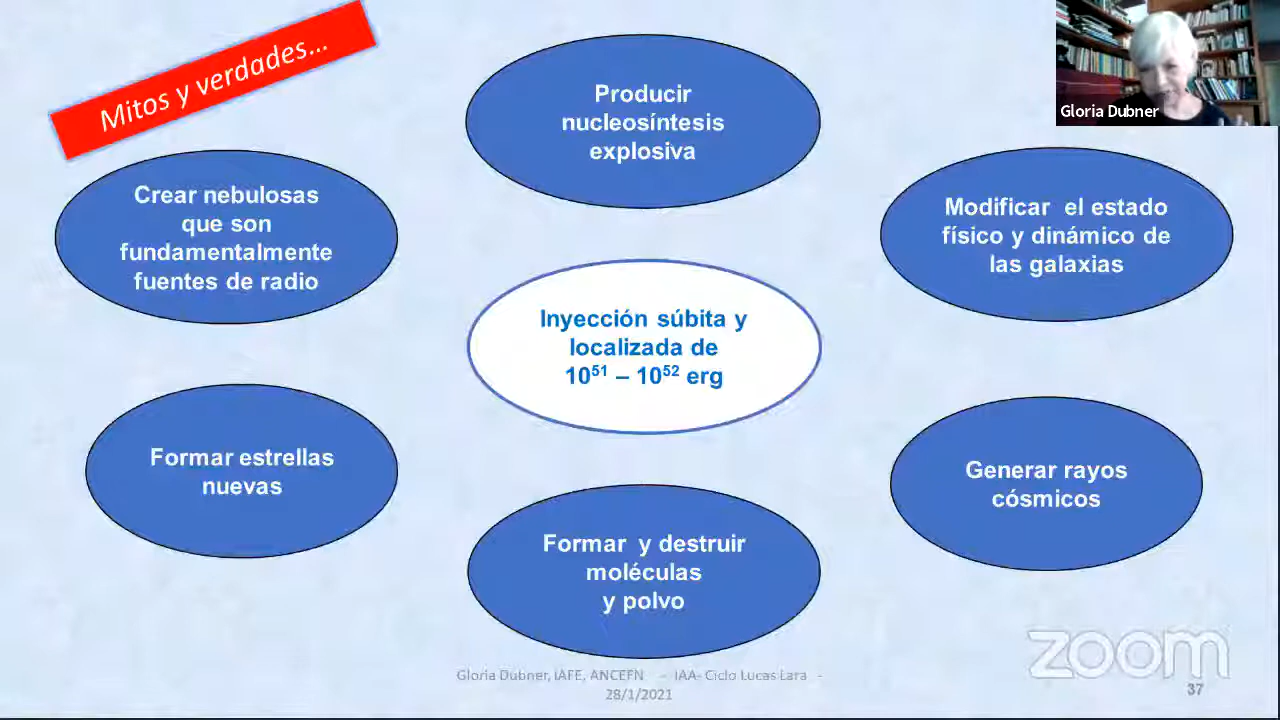 Mitos y verdades...
Gloria Dubner
Producir
nucleosíntesis
explosiva
Crear nebulosas
que son
fundamentalmente
fuentes de radio
Modificar el estado
físico y dinámico de
las galaxias
Inyección súbita y
localizada de
10⁵¹ – 10⁵² erg
Formar estrellas
nuevas
Generar rayos
cósmicos
Formar y destruir
moléculas
y polvo
zoom
Gloria Dubner, IAFE, ANCEFN - IAA- Ciclo Lucas Lara -
28/1/2021
37